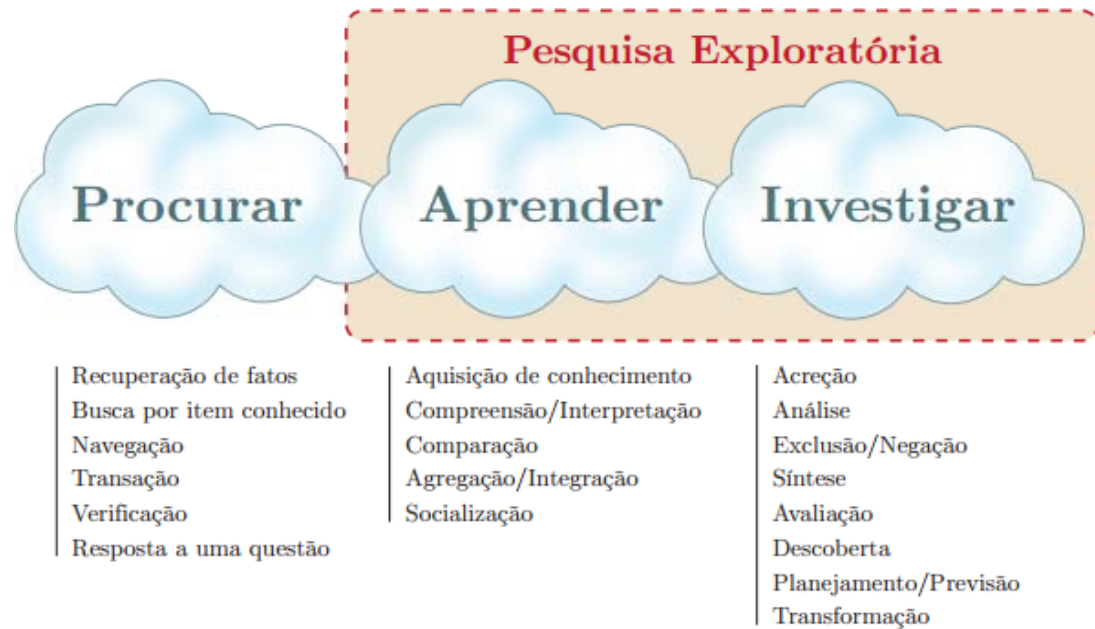 Pesquisa Exploratória
Procurar
Aprender
Investigar
Recuperação de fatos
Busca por item conhecido
Navegação
Transação
Verificação
Resposta a uma questão
Aquisição de conhecimento
Compreensão/Interpretação
Comparação
Agregação/Integração
Socialização
Acreção
Análise
Exclusão/Negação
Síntese
Avaliação
Descoberta
Planejamento/Previsão
Transformação